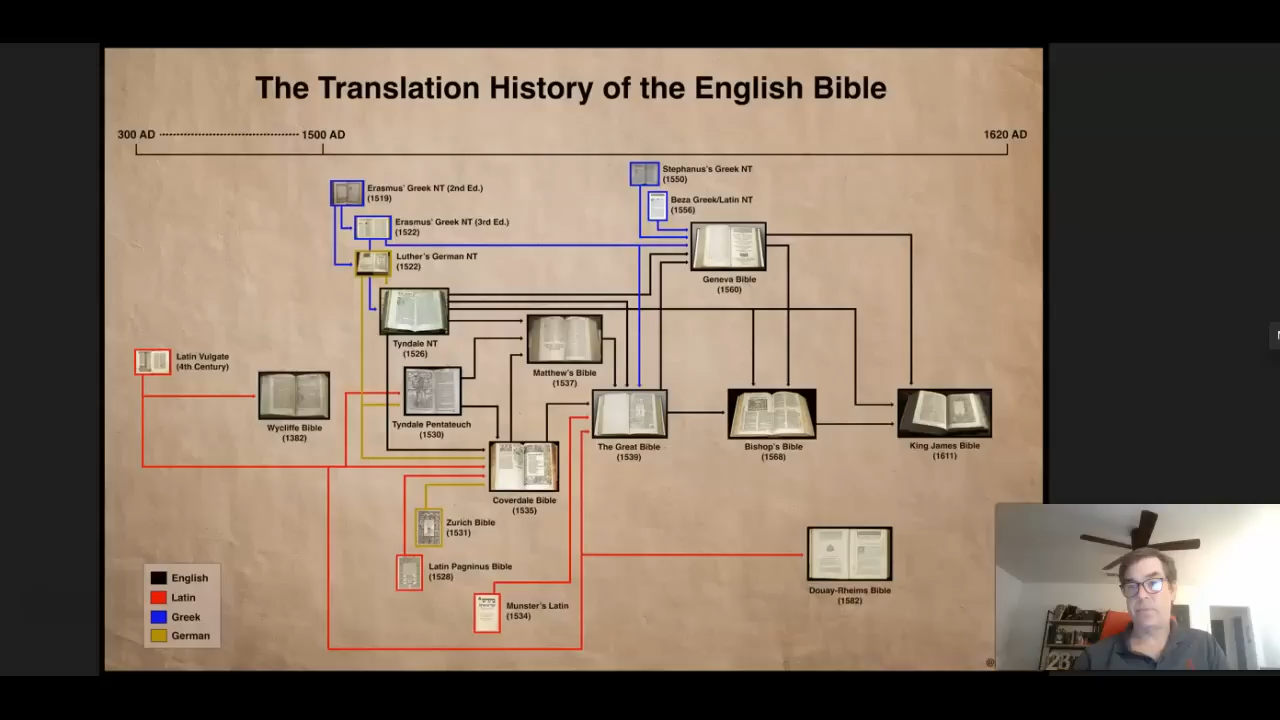 The Translation History of the English Bible
300 AD
1500 AD
1620 AD
Stephanus's Greek NT
(1550)
Erasmus' Greek NT (2nd Ed.)
(1519)
Beza Greek/Latin NT
(1556)
Erasmus' Greek NT (3rd Ed.)
(1522)
Luther's German NT
(1522)
Geneva Bible
(1560)
Tyndale NT
(1526)
Latin Vulgate
(4th Century)
Matthew's Bible
(1537)
Wycliffe Bible
(1382)
Tyndale Pentateuch
(1530)
The Great Bible
(1539)
Bishop's Bible
(1568)
King James Bible
(1611)
Coverdale Bible
(1535)
Zurich Bible
(1531)
Latin Pagninus Bible
(1528)
Munster's Latin
(1534)
Douay-Rheims Bible
(1582)
English
Latin
Greek
German